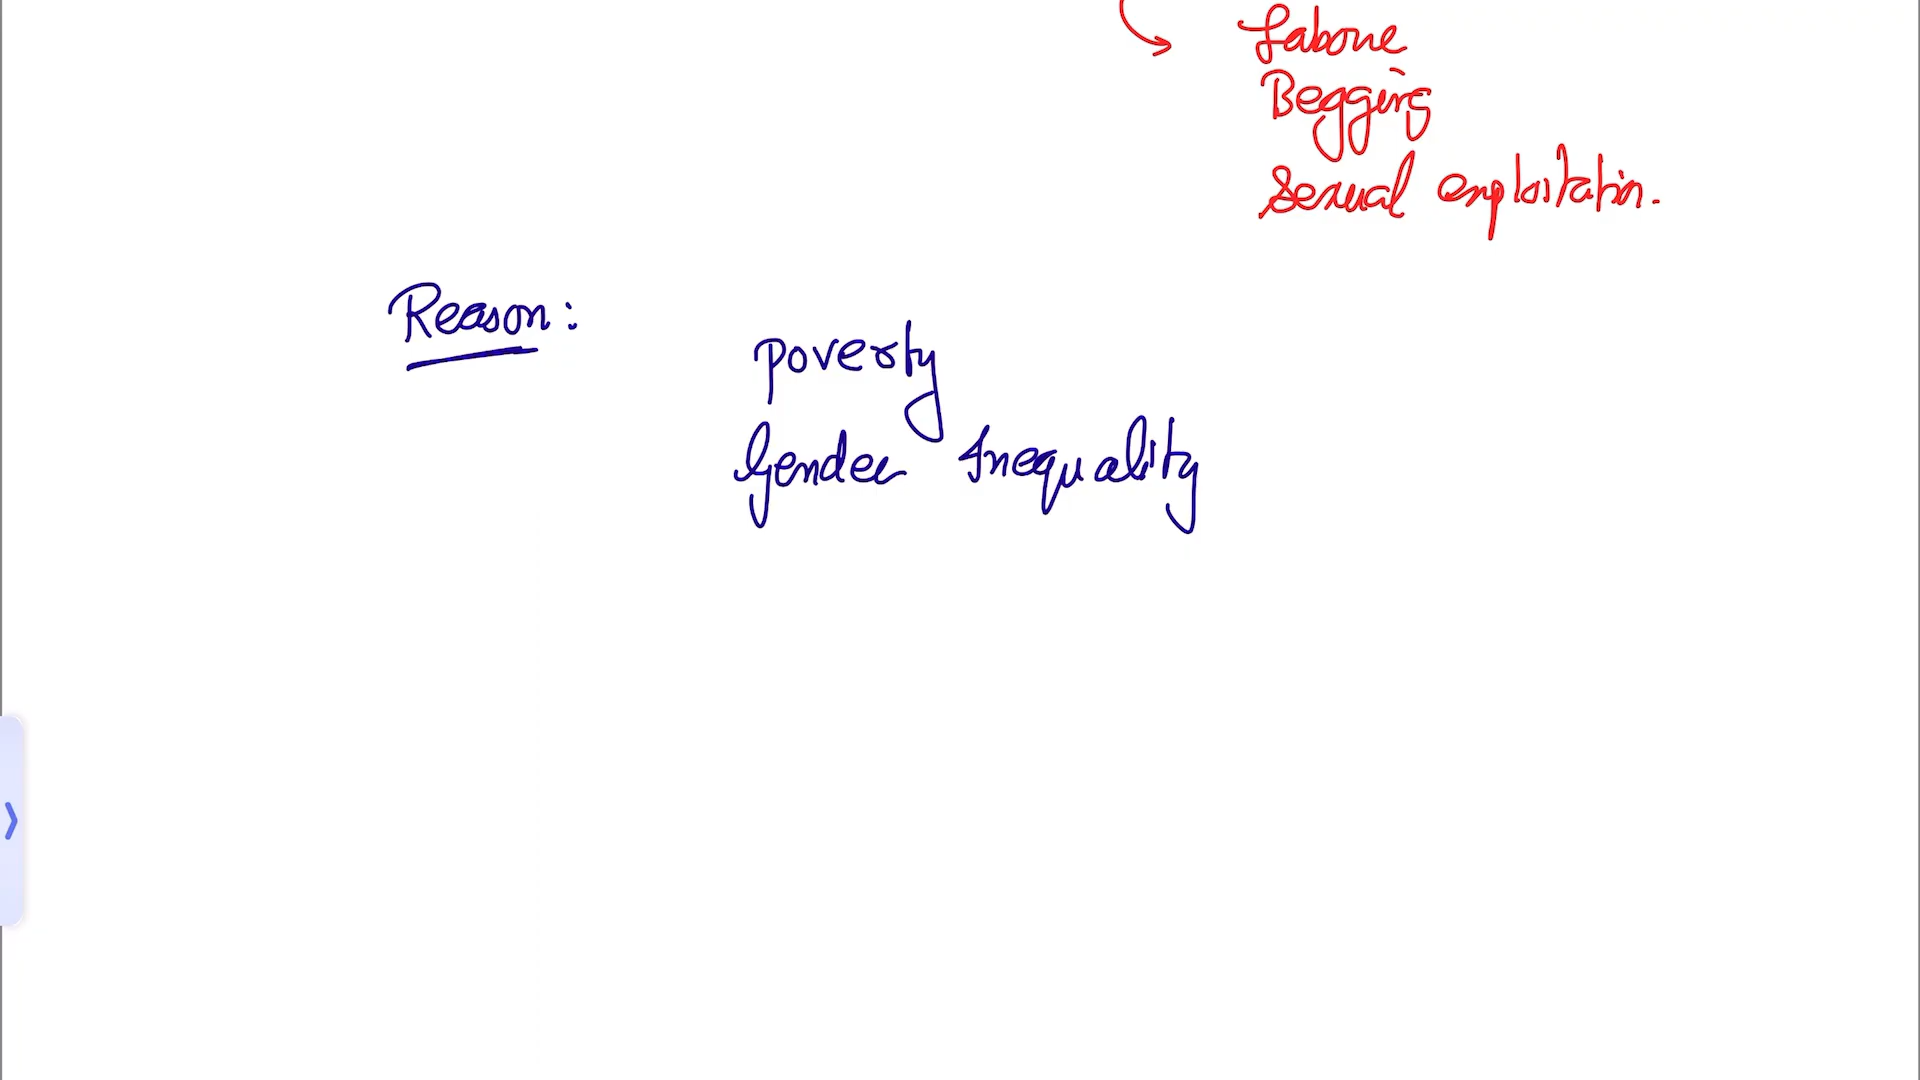 Labour
Begging
Sexual exploitation.
Reason:
Poverty
Gender Inequality